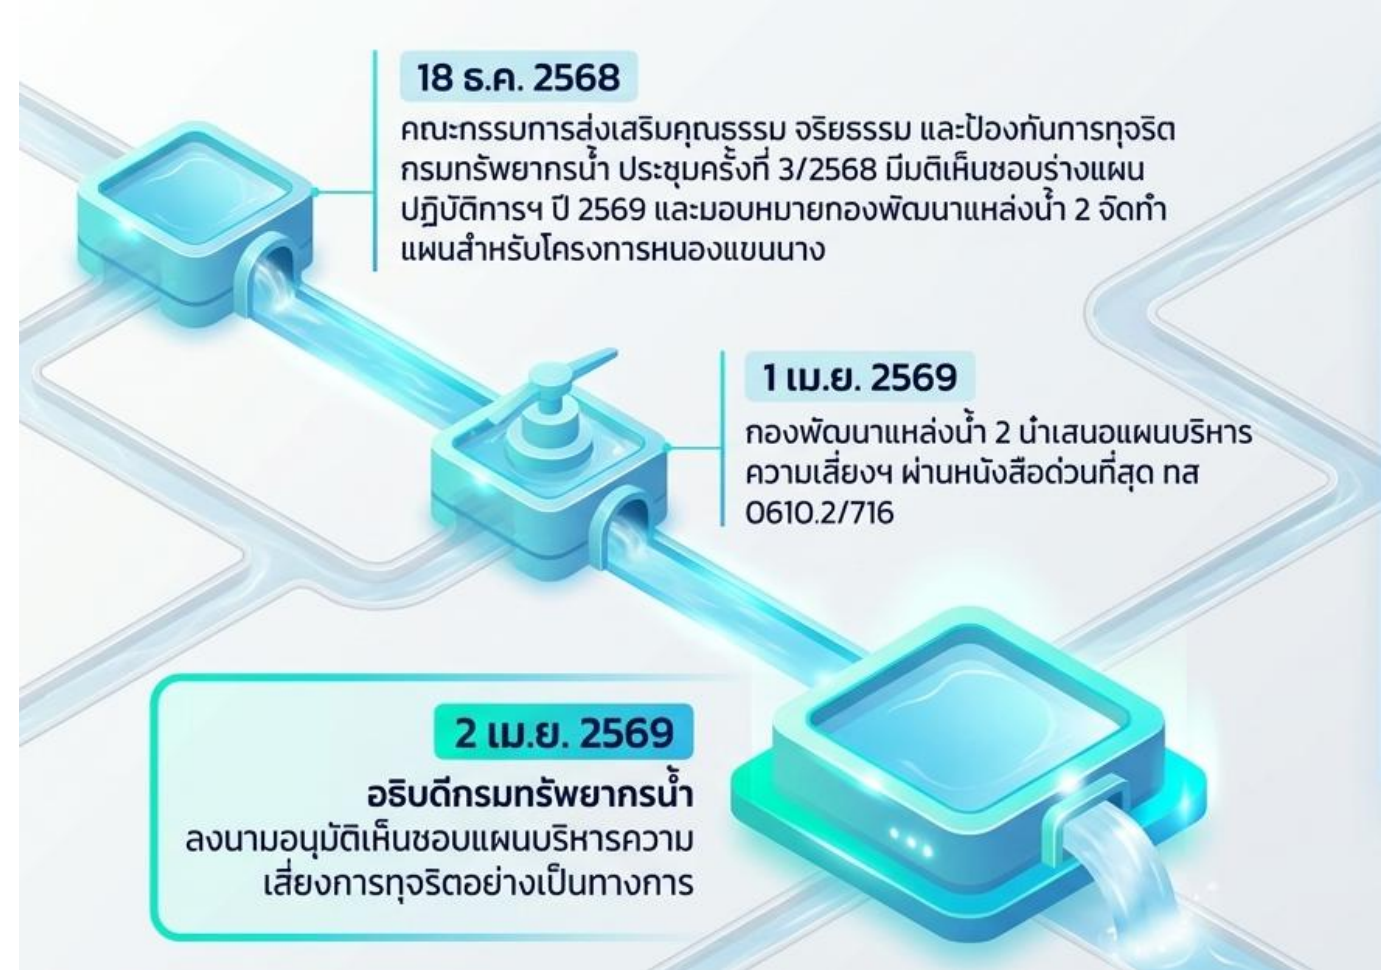 18 ธ.ค. 2568
คณะกรรมการส่งเสริมคุณธรรม จริยธรรม และป้องกันการทุจริต
กรมทรัพยากรน้ำ ประชุมครั้งที่ 3/2568 มีมติเห็นชอบร่างแผน
ปฏิบัติการฯ ปี 2569 และมอบหมายกองพัฒนาแหล่งน้ำ 2 จัดทำ
แผนสำหรับโครงการหนองแขนนาง
1 เม.ย. 2569
กองพัฒนาแหล่งน้ำ 2 นำเสนอแผนบริหาร
ความเสี่ยงฯ ผ่านหนังสือด่วนที่สุด ทส
0610.2/716
2 เม.ย. 2569
อธิบดีกรมทรัพยากรน้ำ
ลงนามอนุมัติเห็นชอบแผนบริหารความ
เสี่ยงการทุจริตอย่างเป็นทางการ